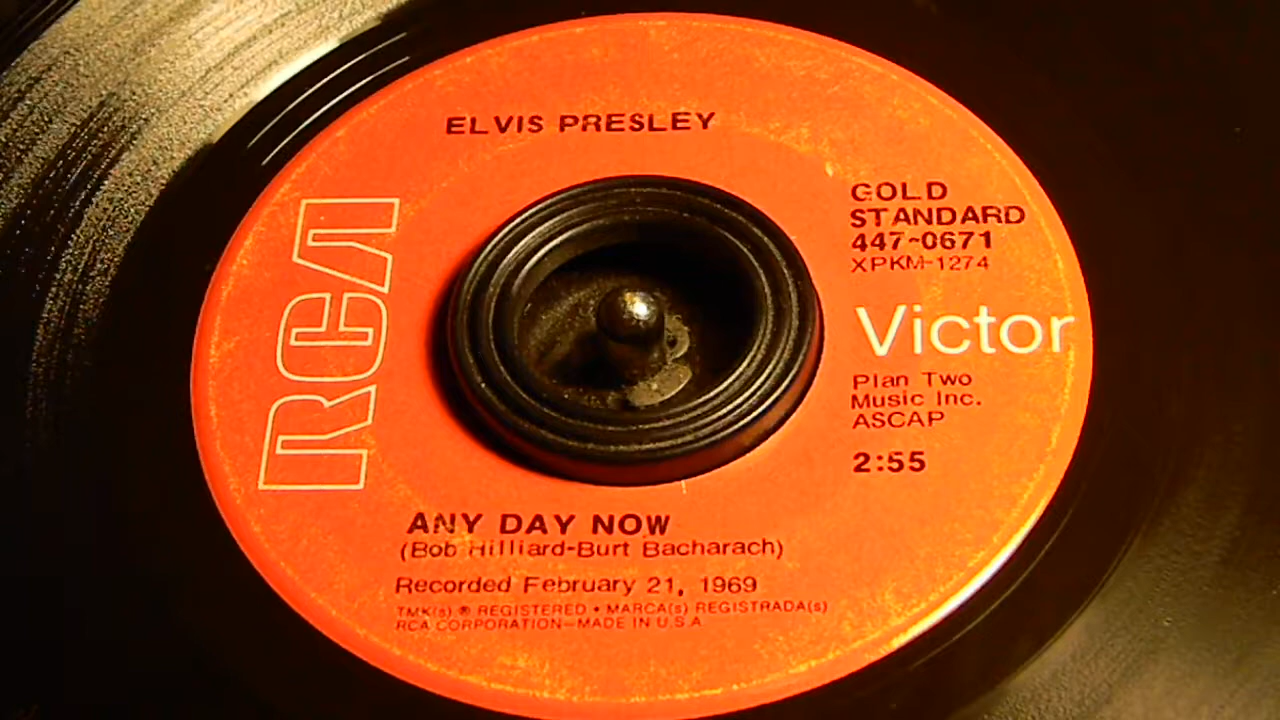 ELVIS PRESLEY
RCA
GOLD
STANDARD
447-0671
XPKM-1274
Victor
Plan Two
Music Inc.
ASCAP
2:55
ANY DAY NOW
(Bob Hilliard-Burt Bacharach)
Recorded February 21, 1969
TMK(s) ® REGISTERED • MARCA(s) REGISTRADA(s)
RCA CORPORATION—MADE IN U.S.A.